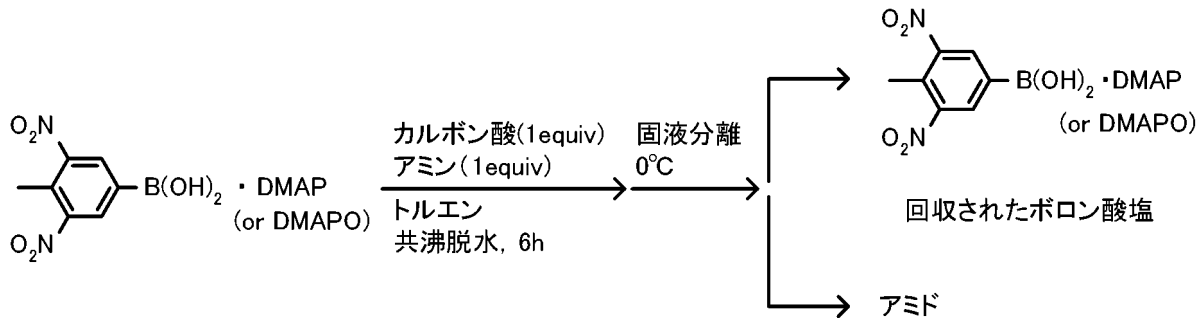 O₂N
B(OH)₂ ・DMAP
(or DMAPO)
O₂N
カルボン酸(1equiv)
アミン(1equiv)
トルエン
共沸脱水, 6h
固液分離
0℃
O₂N
B(OH)₂ ・DMAP
(or DMAPO)
O₂N
回収されたボロン酸塩
アミド